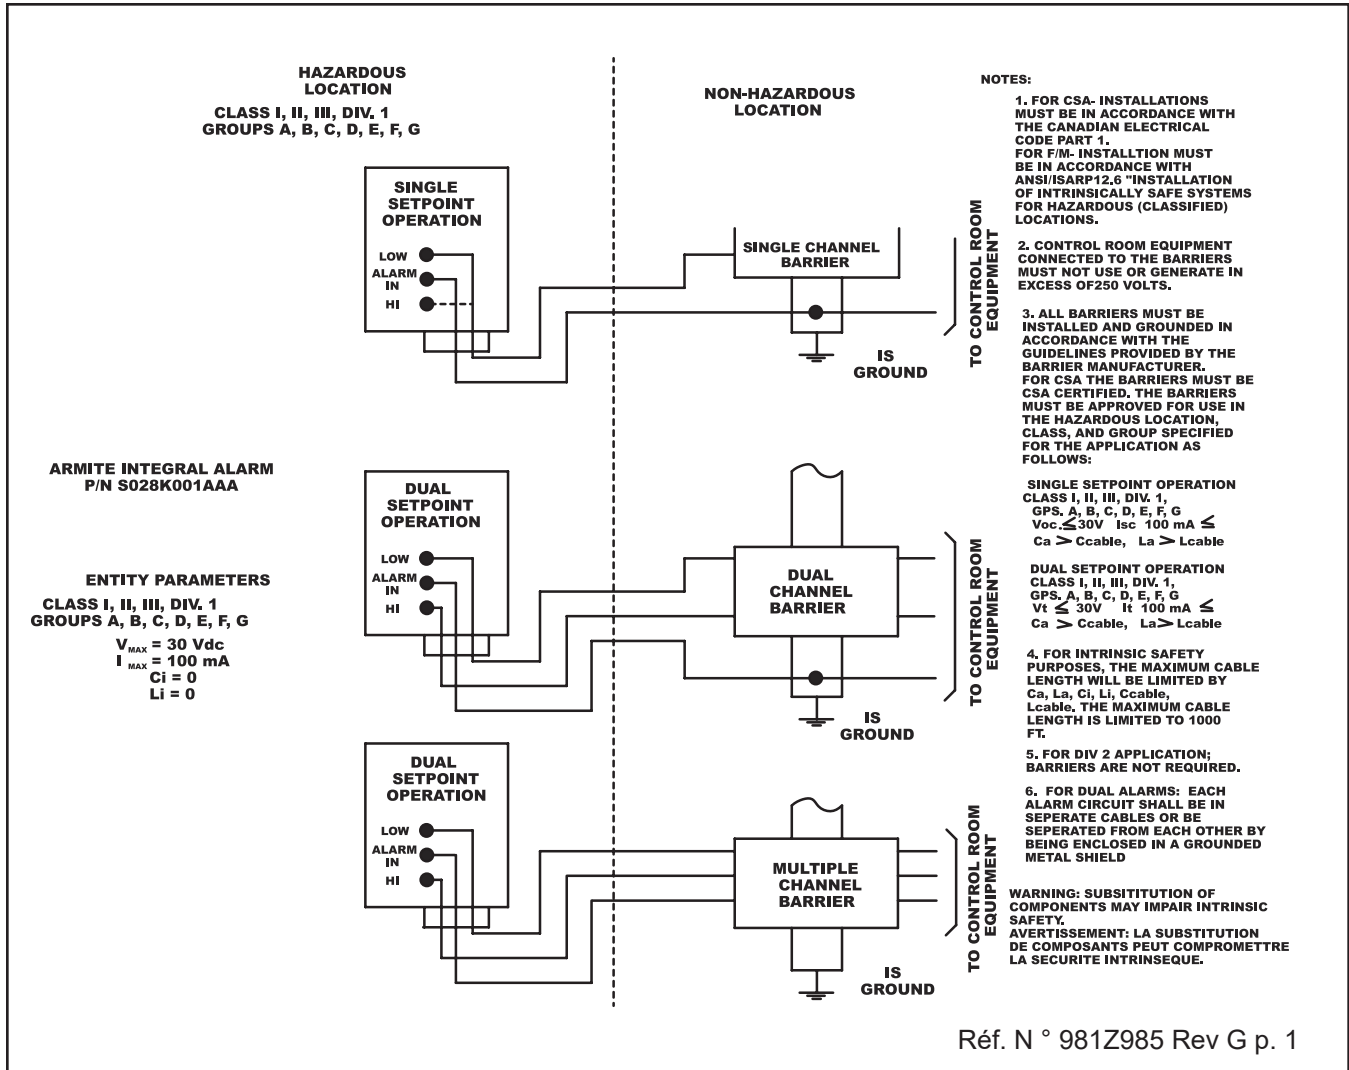 HAZARDOUS
LOCATION
CLASS I, II, III, DIV. 1
GROUPS A, B, C, D, E, F, G
NON-HAZARDOUS
LOCATION
SINGLE
SETPOINT
OPERATION
LOW
ALARM
IN
HI
SINGLE CHANNEL
BARRIER
IS
GROUND
TO CONTROL ROOM
EQUIPMENT
ARMITE INTEGRAL ALARM
P/N S028K001AAA
ENTITY PARAMETERS
CLASS I, II, III, DIV. 1
GROUPS A, B, C, D, E, F, G
VMAX = 30 Vdc
I MAX = 100 mA
Ci = 0
Li = 0
DUAL
SETPOINT
OPERATION
LOW
ALARM
IN
HI
DUAL
CHANNEL
BARRIER
IS
GROUND
TO CONTROL ROOM
EQUIPMENT
DUAL
SETPOINT
OPERATION
LOW
ALARM
IN
HI
MULTIPLE
CHANNEL
BARRIER
IS
GROUND
TO CONTROL ROOM
EQUIPMENT
NOTES:
1. FOR CSA- INSTALLATIONS
MUST BE IN ACCORDANCE WITH
THE CANADIAN ELECTRICAL
CODE PART 1.
FOR F/M- INSTALLTION MUST
BE IN ACCORDANCE WITH
ANSI/ISARP12.6 "INSTALLATION
OF INTRINSICALLY SAFE SYSTEMS
FOR HAZARDOUS (CLASSIFIED)
LOCATIONS.
2. CONTROL ROOM EQUIPMENT
CONNECTED TO THE BARRIERS
MUST NOT USE OR GENERATE IN
EXCESS OF250 VOLTS.
3. ALL BARRIERS MUST BE
INSTALLED AND GROUNDED IN
ACCORDANCE WITH THE
GUIDELINES PROVIDED BY THE
BARRIER MANUFACTURER.
FOR CSA THE BARRIERS MUST BE
CSA CERTIFIED. THE BARRIERS
MUST BE APPROVED FOR USE IN
THE HAZARDOUS LOCATION,
CLASS, AND GROUP SPECIFIED
FOR THE APPLICATION AS
FOLLOWS:
SINGLE SETPOINT OPERATION
CLASS I, II, III, DIV. 1,
GPS. A, B, C, D, E, F, G
Voc.≤ 30V Isc 100 mA ≤
Ca > Ccable, La > Lcable
DUAL SETPOINT OPERATION
CLASS I, II, III, DIV. 1,
GPS. A, B, C, D, E, F, G
Vt ≤ 30V It 100 mA ≤
Ca > Ccable, La> Lcable
4. FOR INTRINSIC SAFETY
PURPOSES, THE MAXIMUM CABLE
LENGTH WILL BE LIMITED BY
Ca, La, Ci, Li, Ccable,
Lcable. THE MAXIMUM CABLE
LENGTH IS LIMITED TO 1000
FT.
5. FOR DIV 2 APPLICATION;
BARRIERS ARE NOT REQUIRED.
6. FOR DUAL ALARMS: EACH
ALARM CIRCUIT SHALL BE IN
SEPERATE CABLES OR BE
SEPERATED FROM EACH OTHER BY
BEING ENCLOSED IN A GROUNDED
METAL SHIELD
WARNING: SUBSITITUTION OF
COMPONENTS MAY IMPAIR INTRINSIC
SAFETY.
AVERTISSEMENT: LA SUBSTITUTION
DE COMPOSANTS PEUT COMPROMETTRE
LA SECURITE INTRINSEQUE.
Réf. N ° 981Z985 Rev G p. 1